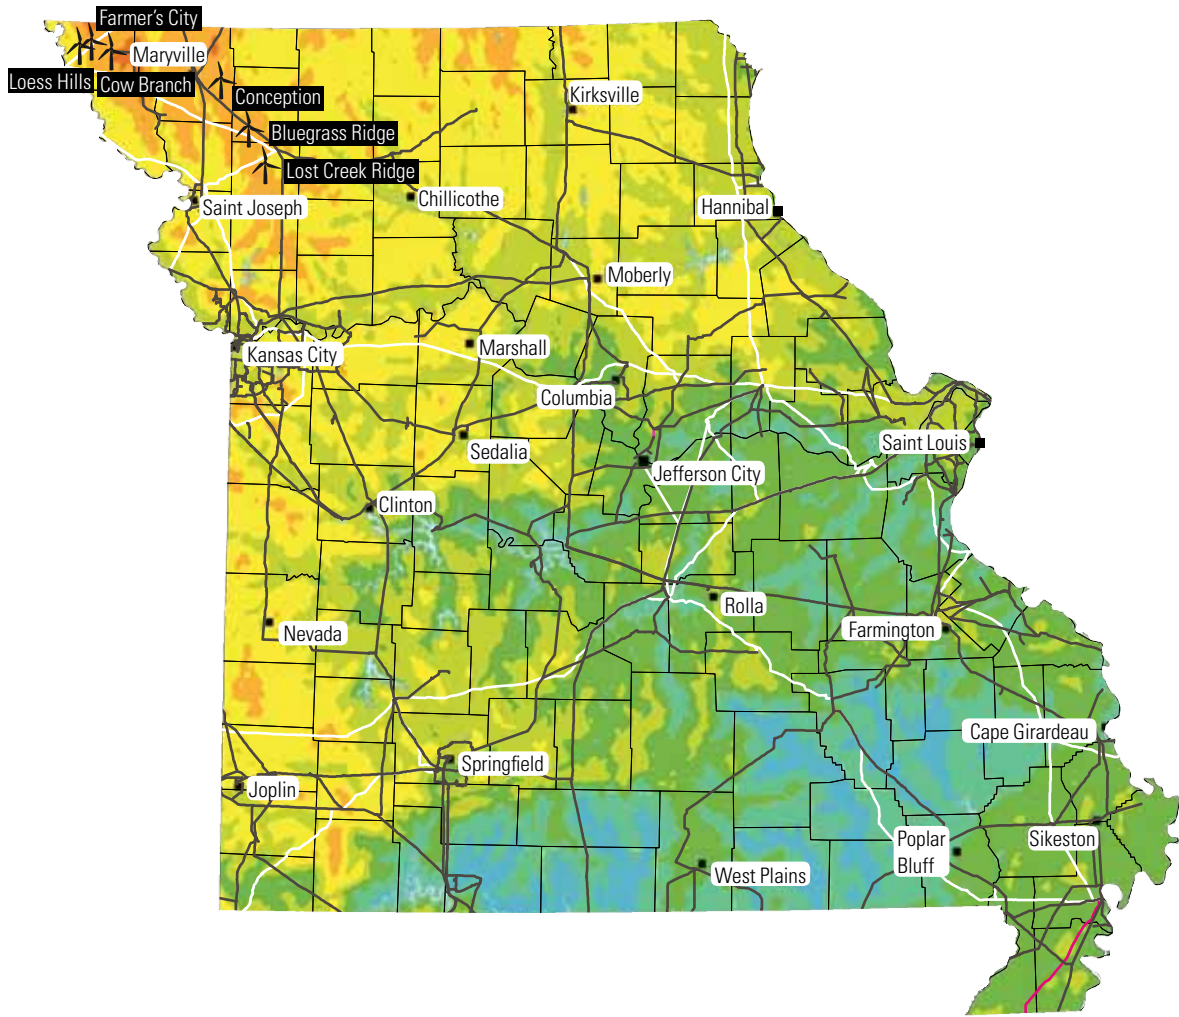 Farmer's City
Maryville
Loess Hills
Cow Branch
Conception
Kirksville
Bluegrass Ridge
Lost Creek Ridge
Chillicothe
Saint Joseph
Hannibal
Moberly
Marshall
Kansas City
Columbia
Saint Louis
Sedalia
Jefferson City
Clinton
Rolla
Farmington
Nevada
Cape Girardeau
Springfield
Joplin
Poplar
Bluff
Sikeston
West Plains